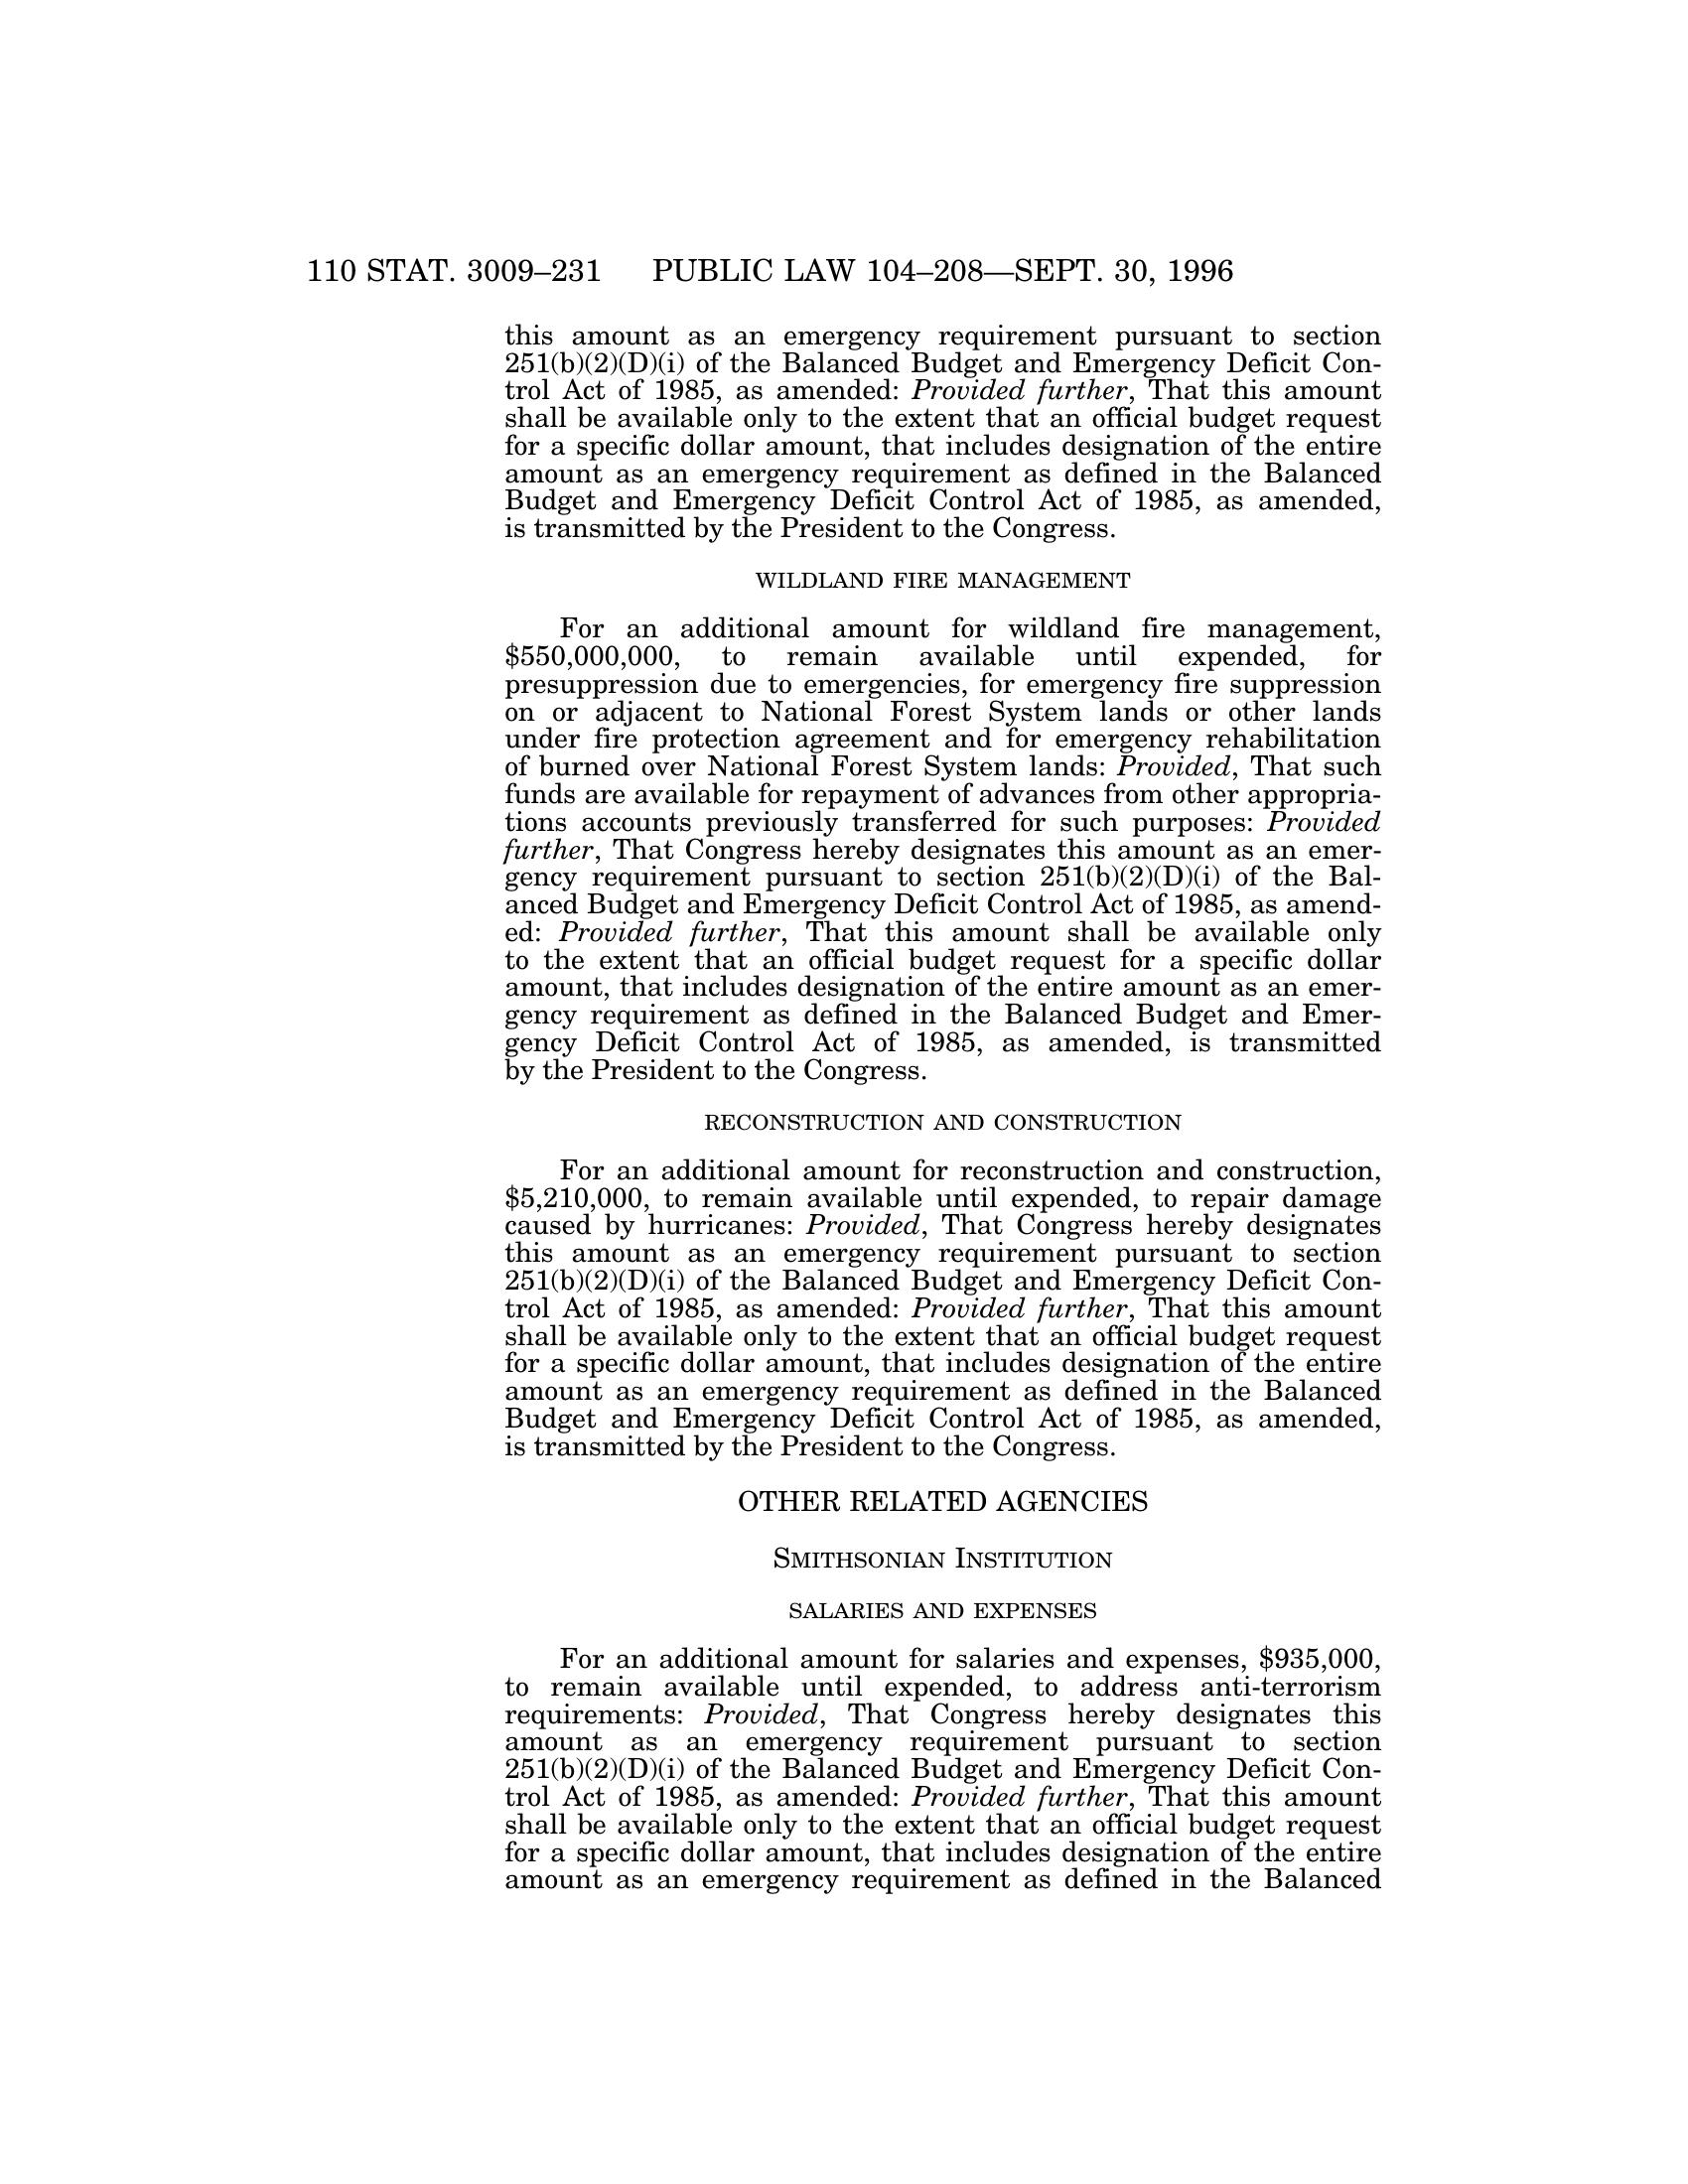 110 STAT. 3009–231 PUBLIC LAW 104–208—SEPT. 30, 1996
this amount as an emergency requirement pursuant to section
251(b)(2)(D)(i) of the Balanced Budget and Emergency Deficit Con-
trol Act of 1985, as amended: Provided further, That this amount
shall be available only to the extent that an official budget request
for a specific dollar amount, that includes designation of the entire
amount as an emergency requirement as defined in the Balanced
Budget and Emergency Deficit Control Act of 1985, as amended,
is transmitted by the President to the Congress.
WILDLAND FIRE MANAGEMENT
For an additional amount for wildland fire management,
$550,000,000, to remain available until expended, for
presuppression due to emergencies, for emergency fire suppression
on or adjacent to National Forest System lands or other lands
under fire protection agreement and for emergency rehabilitation
of burned over National Forest System lands: Provided, That such
funds are available for repayment of advances from other appropria-
tions accounts previously transferred for such purposes: Provided
further, That Congress hereby designates this amount as an emer-
gency requirement pursuant to section 251(b)(2)(D)(i) of the Bal-
anced Budget and Emergency Deficit Control Act of 1985, as amend-
ed: Provided further, That this amount shall be available only
to the extent that an official budget request for a specific dollar
amount, that includes designation of the entire amount as an emer-
gency requirement as defined in the Balanced Budget and Emer-
gency Deficit Control Act of 1985, as amended, is transmitted
by the President to the Congress.
RECONSTRUCTION AND CONSTRUCTION
For an additional amount for reconstruction and construction,
$5,210,000, to remain available until expended, to repair damage
caused by hurricanes: Provided, That Congress hereby designates
this amount as an emergency requirement pursuant to section
251(b)(2)(D)(i) of the Balanced Budget and Emergency Deficit Con-
trol Act of 1985, as amended: Provided further, That this amount
shall be available only to the extent that an official budget request
for a specific dollar amount, that includes designation of the entire
amount as an emergency requirement as defined in the Balanced
Budget and Emergency Deficit Control Act of 1985, as amended,
is transmitted by the President to the Congress.
OTHER RELATED AGENCIES
SMITHSONIAN INSTITUTION
SALARIES AND EXPENSES
For an additional amount for salaries and expenses, $935,000,
to remain available until expended, to address anti-terrorism
requirements: Provided, That Congress hereby designates this
amount as an emergency requirement pursuant to section
251(b)(2)(D)(i) of the Balanced Budget and Emergency Deficit Con-
trol Act of 1985, as amended: Provided further, That this amount
shall be available only to the extent that an official budget request
for a specific dollar amount, that includes designation of the entire
amount as an emergency requirement as defined in the Balanced